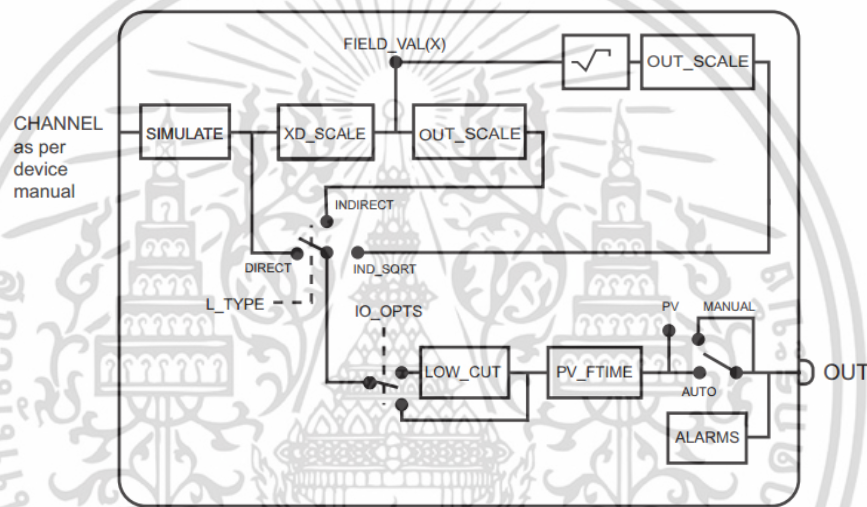 FIELD_VAL(X)
OUT_SCALE
CHANNEL
as per
device
manual
SIMULATE
XD_SCALE
OUT_SCALE
INDIRECT
DIRECT
IND_SQRT
L_TYPE
IO_OPTS
PV
MANUAL
LOW_CUT
PV_FTIME
OUT
AUTO
ALARMS